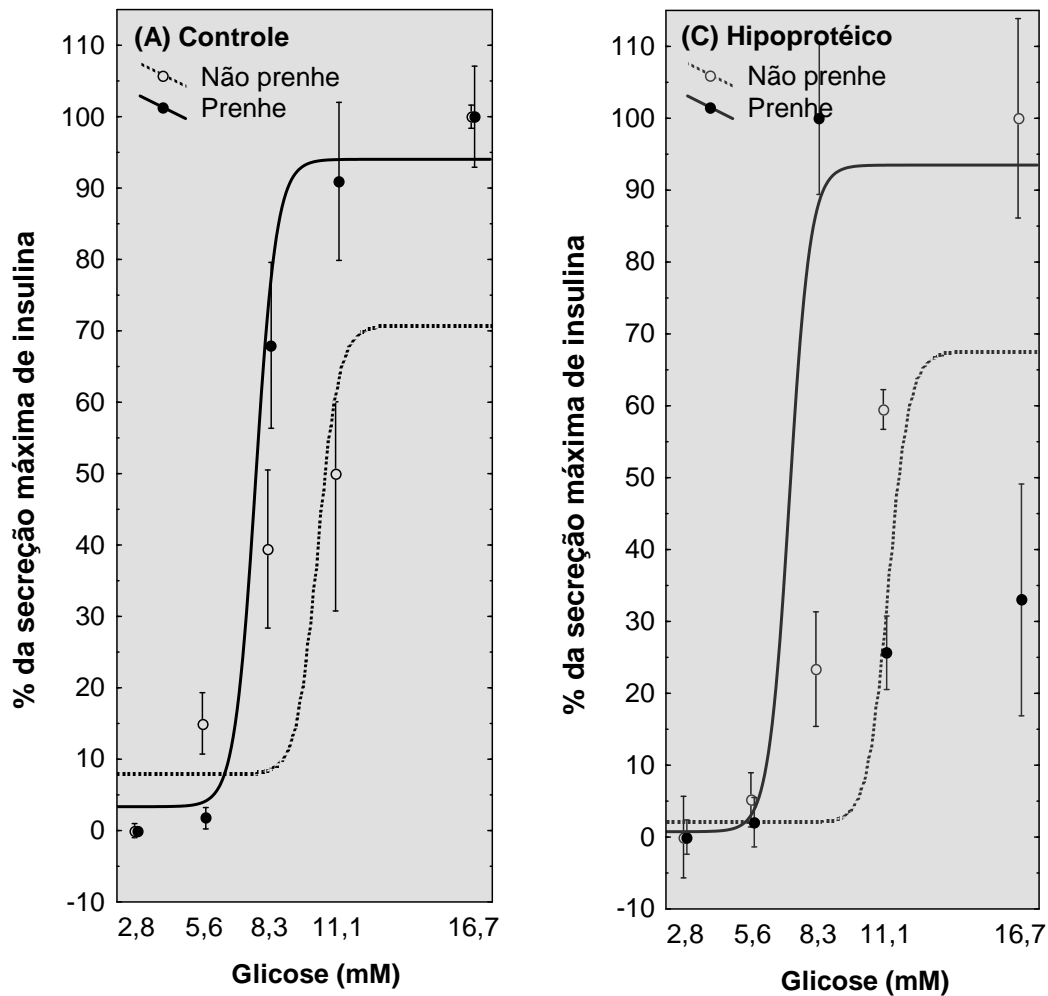 (A) Controle
Não prenhe
Prenhe
% da secreção máxima de insulina
110
100
90
80
70
60
50
40
30
20
10
0
-10
2,8 5,6 8,3 11,1 16,7
Glicose (mM)
(C) Hipoprotéico
Não prenhe
Prenhe
% da secreção máxima de insulina
110
100
90
80
70
60
50
40
30
20
10
0
-10
2,8 5,6 8,3 11,1 16,7
Glicose (mM)